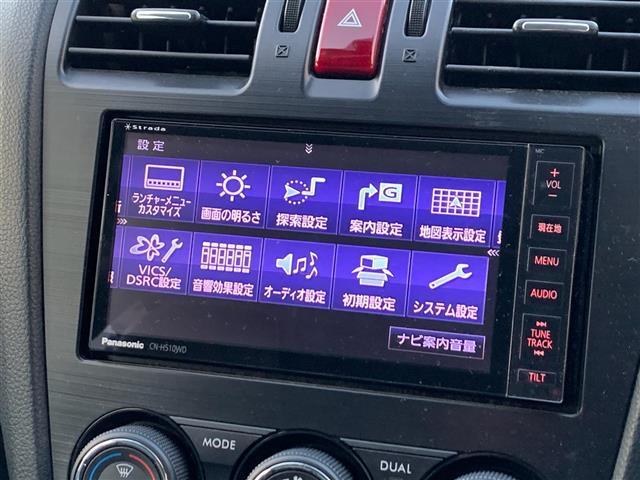 Strada
設定
ランチャーメニュー
カスタマイズ
画面の明るさ
探索設定
案内設定
地図表示設定
VICS/
DSRC設定
音響効果設定
オーディオ設定
初期設定
システム設定
ナビ案内音量
Panasonic
CN-HS10WD
MIC
+
VOL
−
現在地
MENU
AUDIO
TUNE
TRACK
TILT
MODE
DUAL